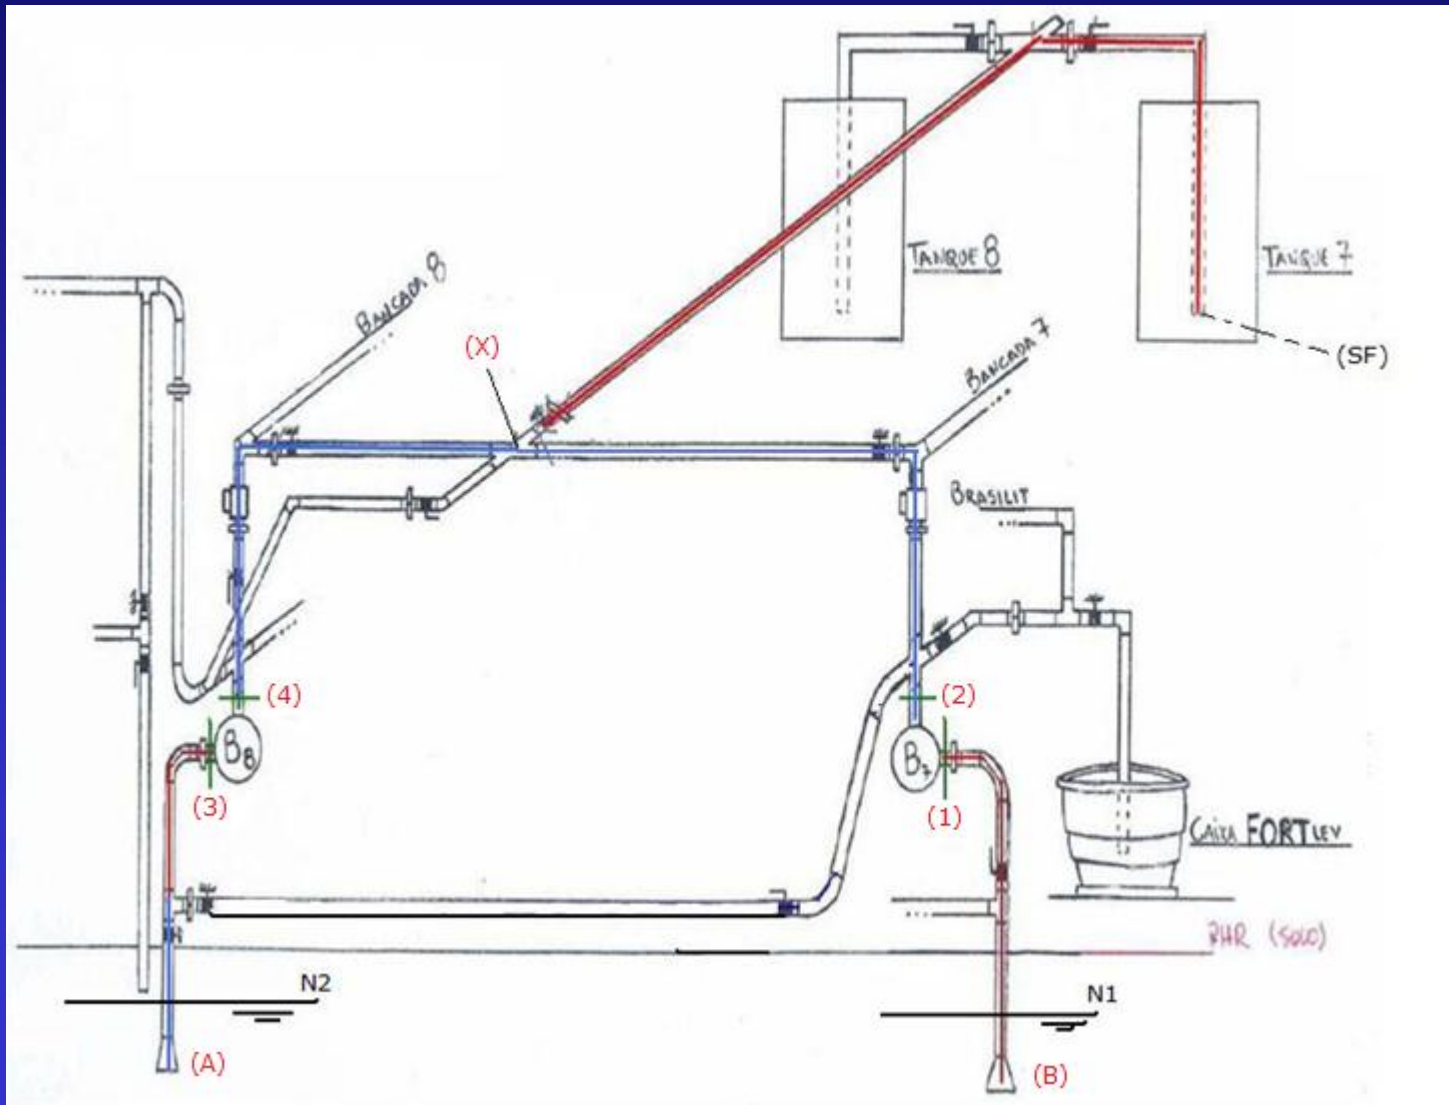 TANQUE 8
TANQUE 7
(SF)
BANCADA 8
(X)
BANCADA 7
BRASILIT
(4)
(2)
B8
B7
(3)
(1)
CAIXA FORTLEV
PHR (SOLO)
N2
N1
(A)
(B)